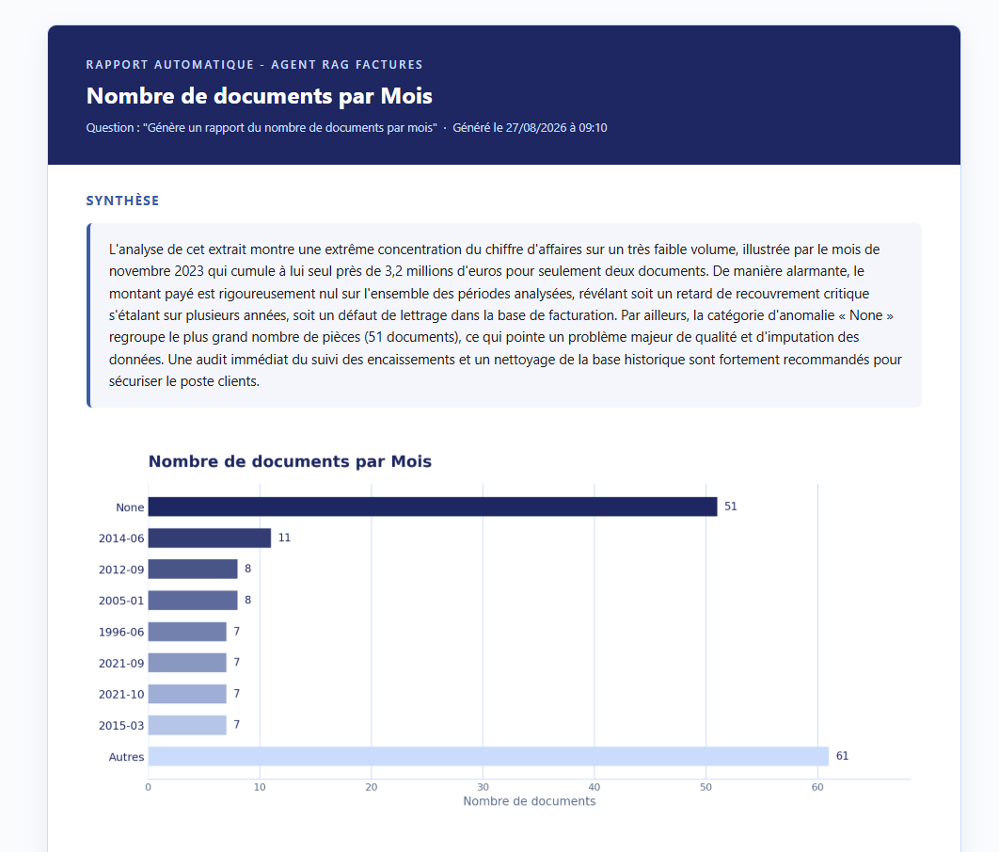 RAPPORT AUTOMATIQUE - AGENT RAG FACTURES
Nombre de documents par Mois
Question : "Génère un rapport du nombre de documents par mois" · Généré le 27/08/2026 à 09:10
SYNTHÈSE
L'analyse de cet extrait montre une extrême concentration du chiffre d'affaires sur un très faible volume, illustrée par le mois de
novembre 2023 qui cumule à lui seul près de 3,2 millions d'euros pour seulement deux documents. De manière alarmante, le
montant payé est rigoureusement nul sur l'ensemble des périodes analysées, révélant soit un retard de recouvrement critique
s'étalant sur plusieurs années, soit un défaut de lettrage dans la base de facturation. Par ailleurs, la catégorie d'anomalie « None »
regroupe le plus grand nombre de pièces (51 documents), ce qui pointe un problème majeur de qualité et d'imputation des
données. Une audit immédiat du suivi des encaissements et un nettoyage de la base historique sont fortement recommandés pour
sécuriser le poste clients.
Nombre de documents par Mois
None 51
2014-06 11
2012-09 8
2005-01 8
1996-06 7
2021-09 7
2021-10 7
2015-03 7
Autres 61
0 10 20 30 40 50 60
Nombre de documents